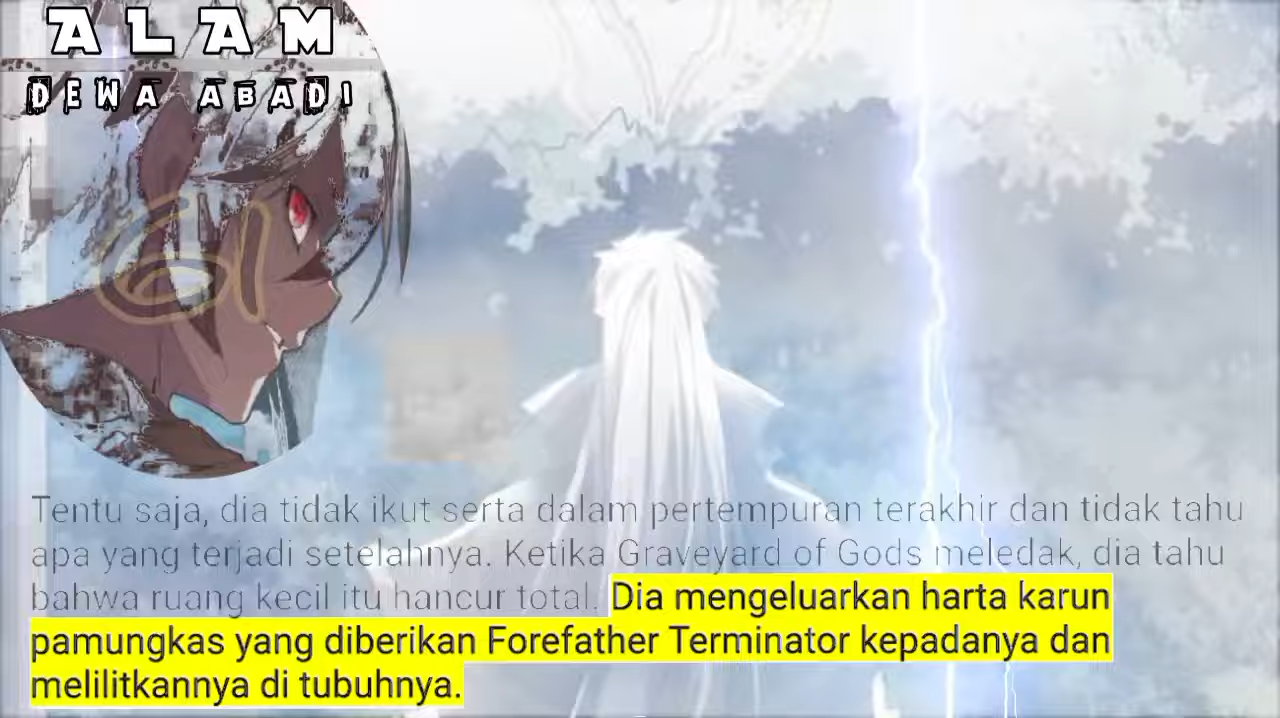 ALAM
DEWA ABADI
Tentu saja, dia tidak ikut serta dalam pertempuran terakhir dan tidak tahu
apa yang terjadi setelahnya. Ketika Graveyard of Gods meledak, dia tahu
bahwa ruang kecil itu hancur total. Dia mengeluarkan harta karun
pamungkas yang diberikan Forefather Terminator kepadanya dan
melilitkannya di tubuhnya.